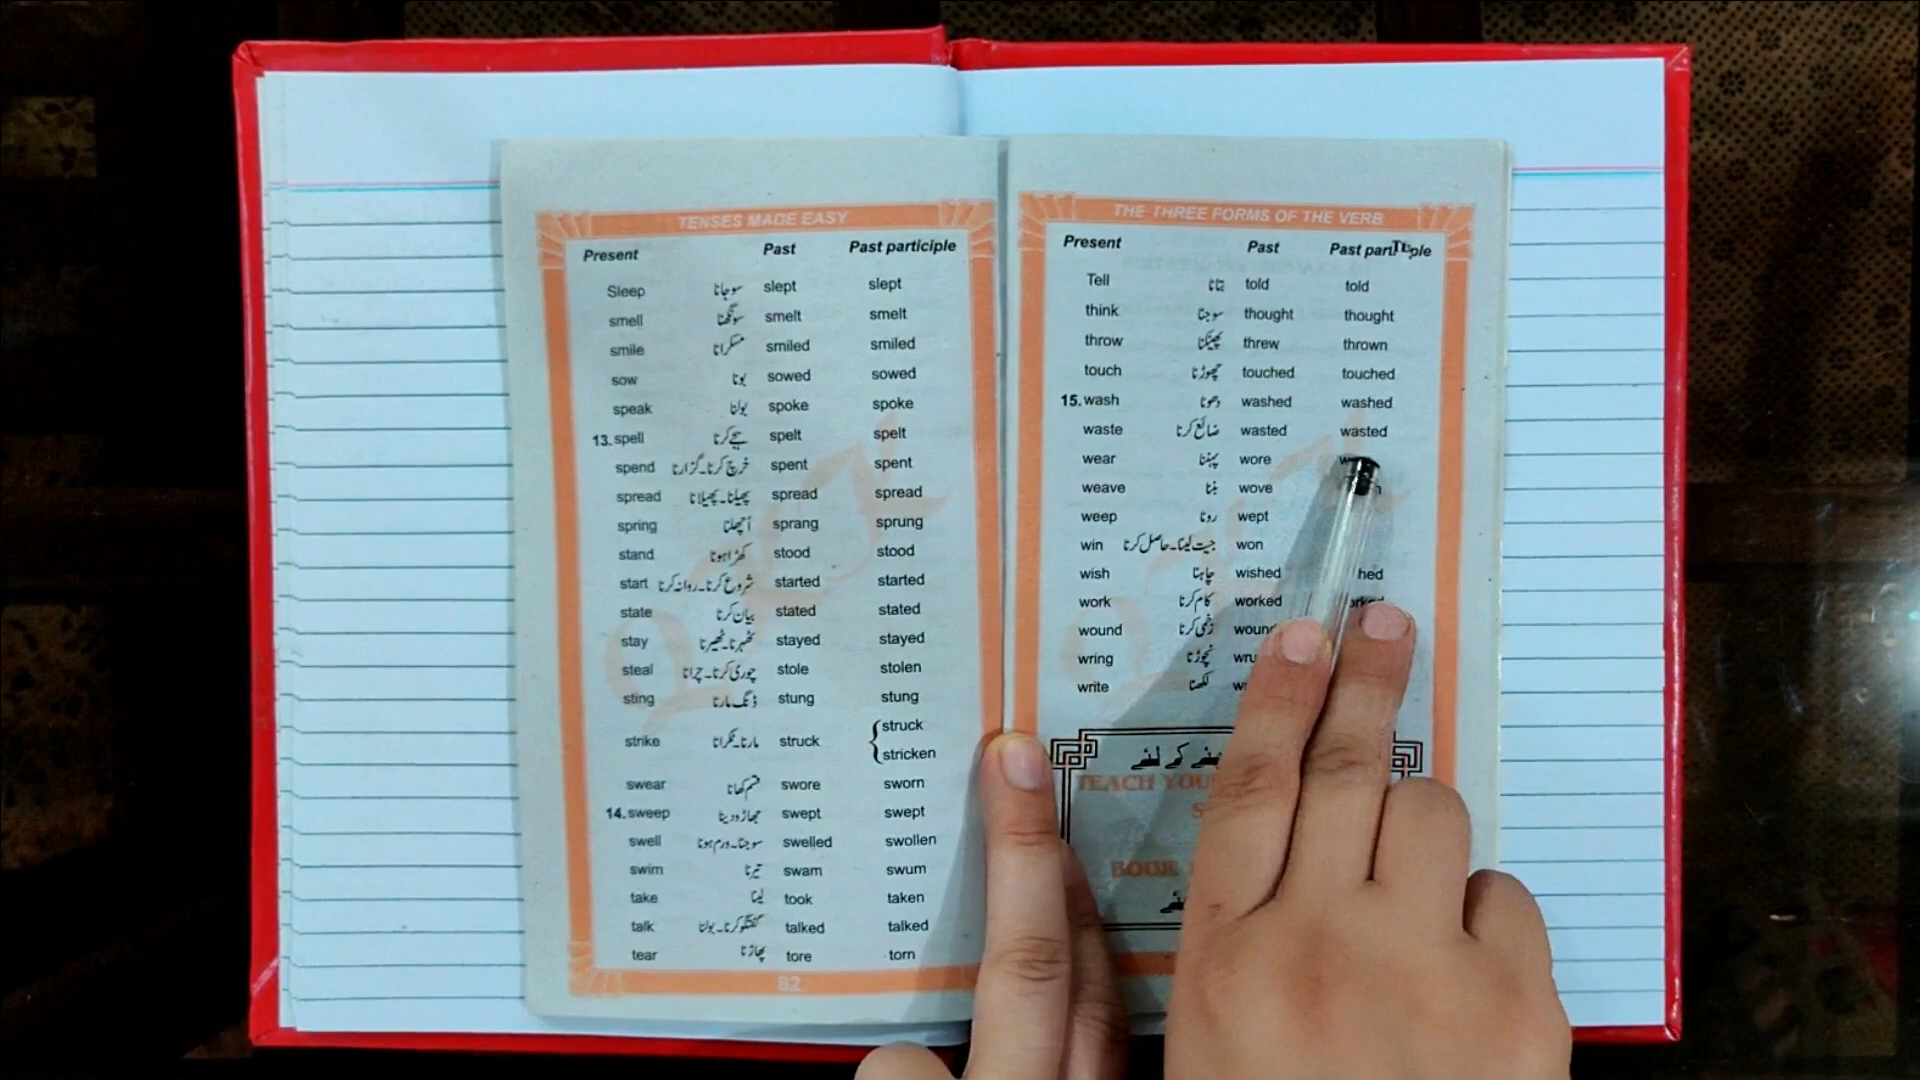 TENSES MADE EASY
Present Past Past participle
Sleep سوجانا slept slept
smell سونگھنا smelt smelt
smile مسکرانا smiled smiled
sow بونا sowed sowed
speak بولنا spoke spoke
13. spell ہجے کرنا spelt spelt
spend خرچ کرنا۔گزارنا spent spent
spread پھیلنا۔پھیلانا spread spread
spring اُچھلنا sprang sprung
stand کھڑا ہونا stood stood
start شروع کرنا۔روانہ کرنا started started
state بیان کرنا stated stated
stay ٹھہرنا۔ٹھیرنا stayed stayed
steal چوری کرنا۔چرانا stole stolen
sting ڈنگ مارنا stung stung
strike مارنا۔ٹکرانا struck { struck
stricken
swear قسم کھانا swore sworn
14. sweep جھاڑو دینا swept swept
swell سوجنا۔ورم ہونا swelled swollen
swim تیرنا swam swum
take لینا took taken
talk گفتگو کرنا۔بولنا talked talked
tear پھاڑنا tore torn
82
THE THREE FORMS OF THE VERB
Present Past Past
Tell بتانا told told
think سوچنا thought thought
throw پھینکنا threw thrown
touch چھوڑنا touched touched
15. wash دھونا washed washed
waste ضائع کرنا wasted wasted
wear پہننا wore
weave بننا wove
weep رونا wept
win جیت لینا۔حاصل کرنا won
wish چاہنا wished
work کام کرنا worked
wound زخمی کرنا
wring نچوڑنا
write لکھنا
کے لئے
TEACH
BOOK